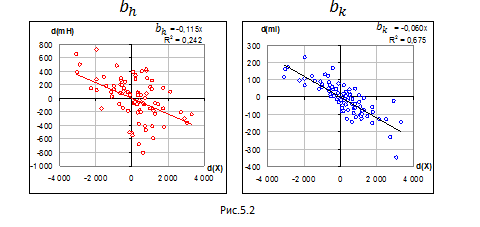 b_h b_k
d(mH) b_k = -0,115x
R² = 0,242
800
600
400
200
0
-200
-400
-600
-800
-1 000
-4 000 -2 000 0 2 000 4 000
d(X)
d(ml) b_k = -0,060x
R² = 0,675
300
200
100
0
-100
-200
-300
-400
-4 000 -2 000 0 2 000 4 000
d(X)
Рис.5.2